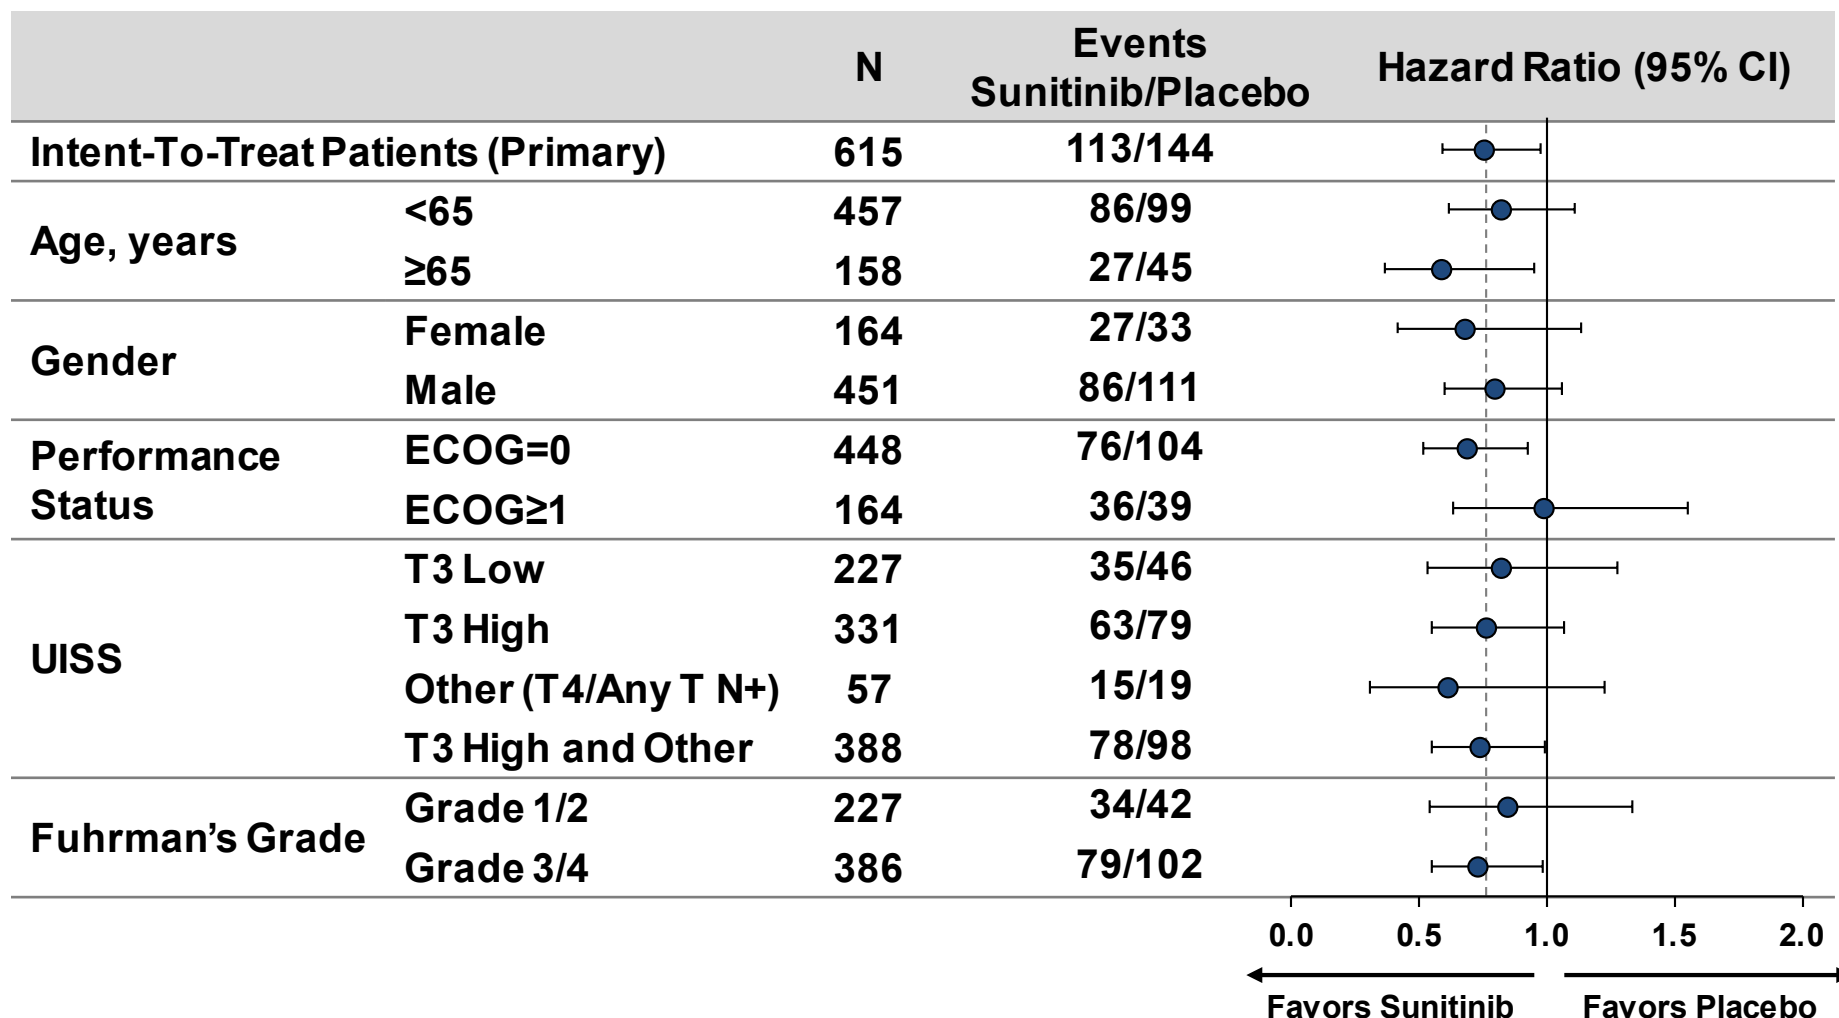 N
Events
Sunitinib/Placebo
Hazard Ratio (95% CI)
Intent-To-Treat Patients (Primary) 615 113/144
Age, years
<65 457 86/99
≥65 158 27/45
Gender
Female 164 27/33
Male 451 86/111
Performance
Status
ECOG=0 448 76/104
ECOG≥1 164 36/39
UISS
T3 Low 227 35/46
T3 High 331 63/79
Other (T4/Any T N+) 57 15/19
T3 High and Other 388 78/98
Fuhrman’s Grade
Grade 1/2 227 34/42
Grade 3/4 386 79/102
0.0 0.5 1.0 1.5 2.0
Favors Sunitinib Favors Placebo